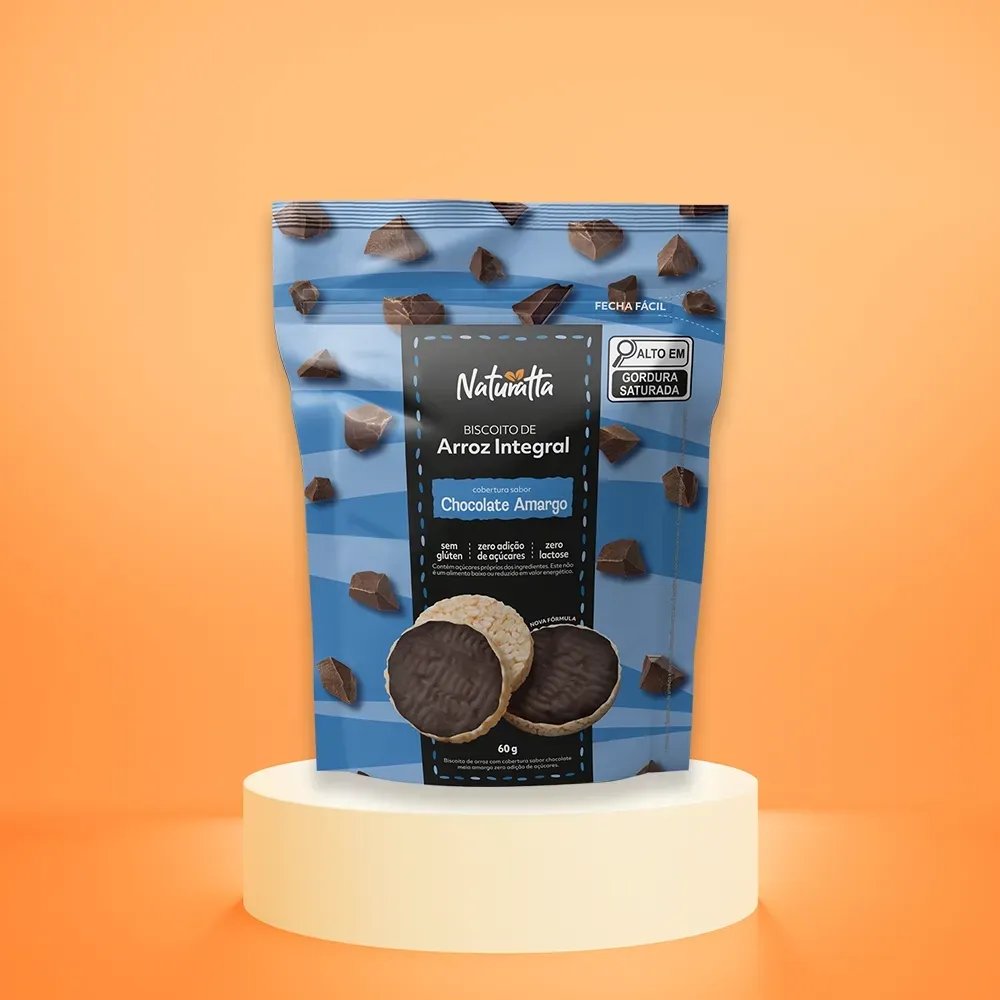 FECHA FÁCIL
ALTO EM
GORDURA
SATURADA
Naturatta
BISCOITO DE
Arroz Integral
cobertura sabor
Chocolate Amargo
sem glúten
zero adição de açúcares
zero lactose
Contém açúcares próprios dos ingredientes. Este não
é um alimento baixo ou reduzido em valor energético.
NOVA FÓRMULA
60 g
Biscoito de arroz com cobertura sabor chocolate
meio amargo zero adição de açúcares.